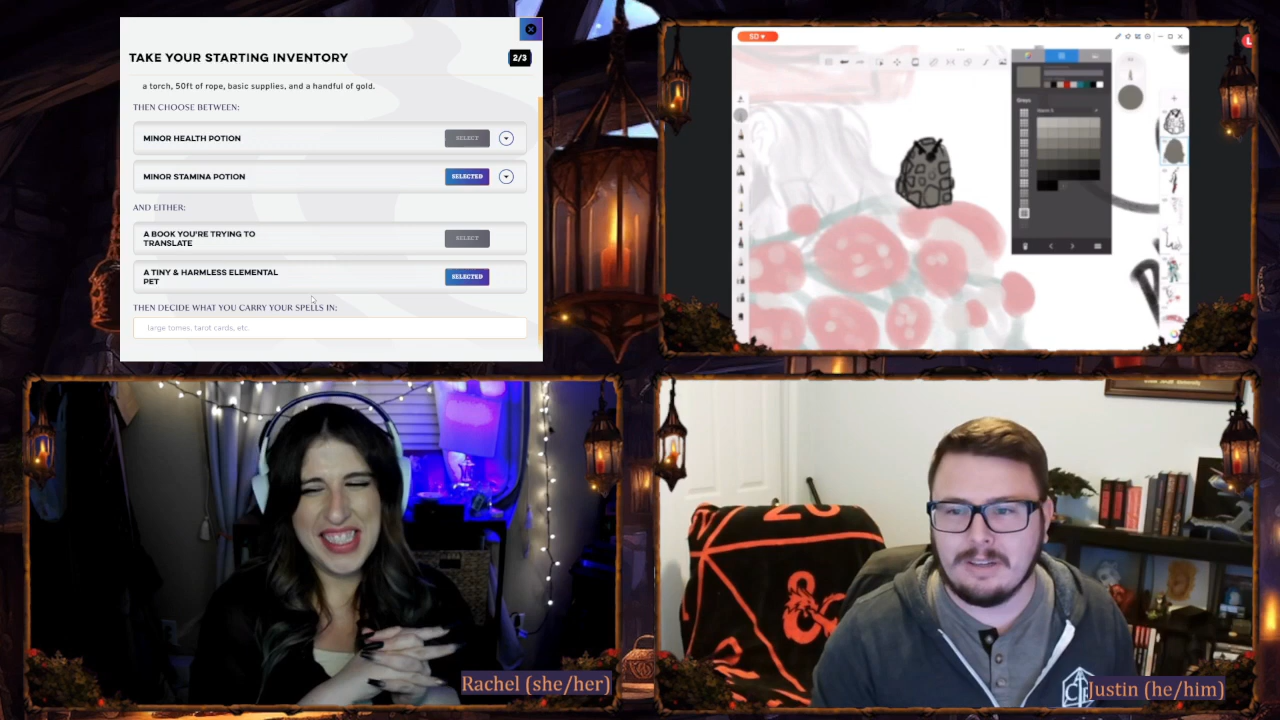 TAKE YOUR STARTING INVENTORY
2/3
a torch, 50ft of rope, basic supplies, and a handful of gold.
THEN CHOOSE BETWEEN:
MINOR HEALTH POTION
SELECT
MINOR STAMINA POTION
SELECTED
AND EITHER:
A BOOK YOU'RE TRYING TO
TRANSLATE
SELECT
A TINY & HARMLESS ELEMENTAL
PET
SELECTED
THEN DECIDE WHAT YOU CARRY YOUR SPELLS IN:
large tomes, tarot cards, etc.
SD
L
20
Rachel (she/her)
Justin (he/him)